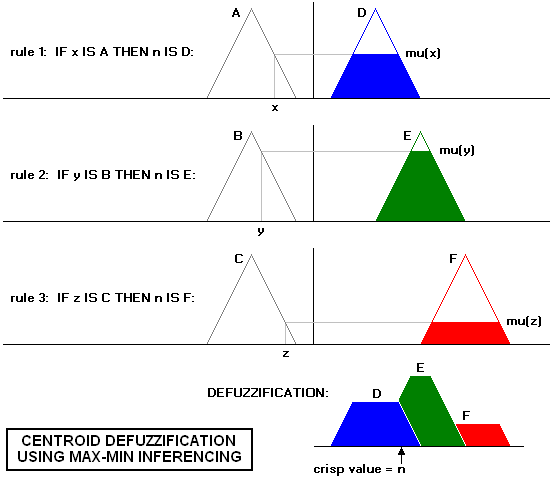 A
D
rule 1: IF x IS A THEN n IS D:
mu(x)
x
B
E
rule 2: IF y IS B THEN n IS E:
mu(y)
y
C
F
rule 3: IF z IS C THEN n IS F:
mu(z)
z
DEFUZZIFICATION:
D
E
F
CENTROID DEFUZZIFICATION
USING MAX-MIN INFERENCING
crisp value = n